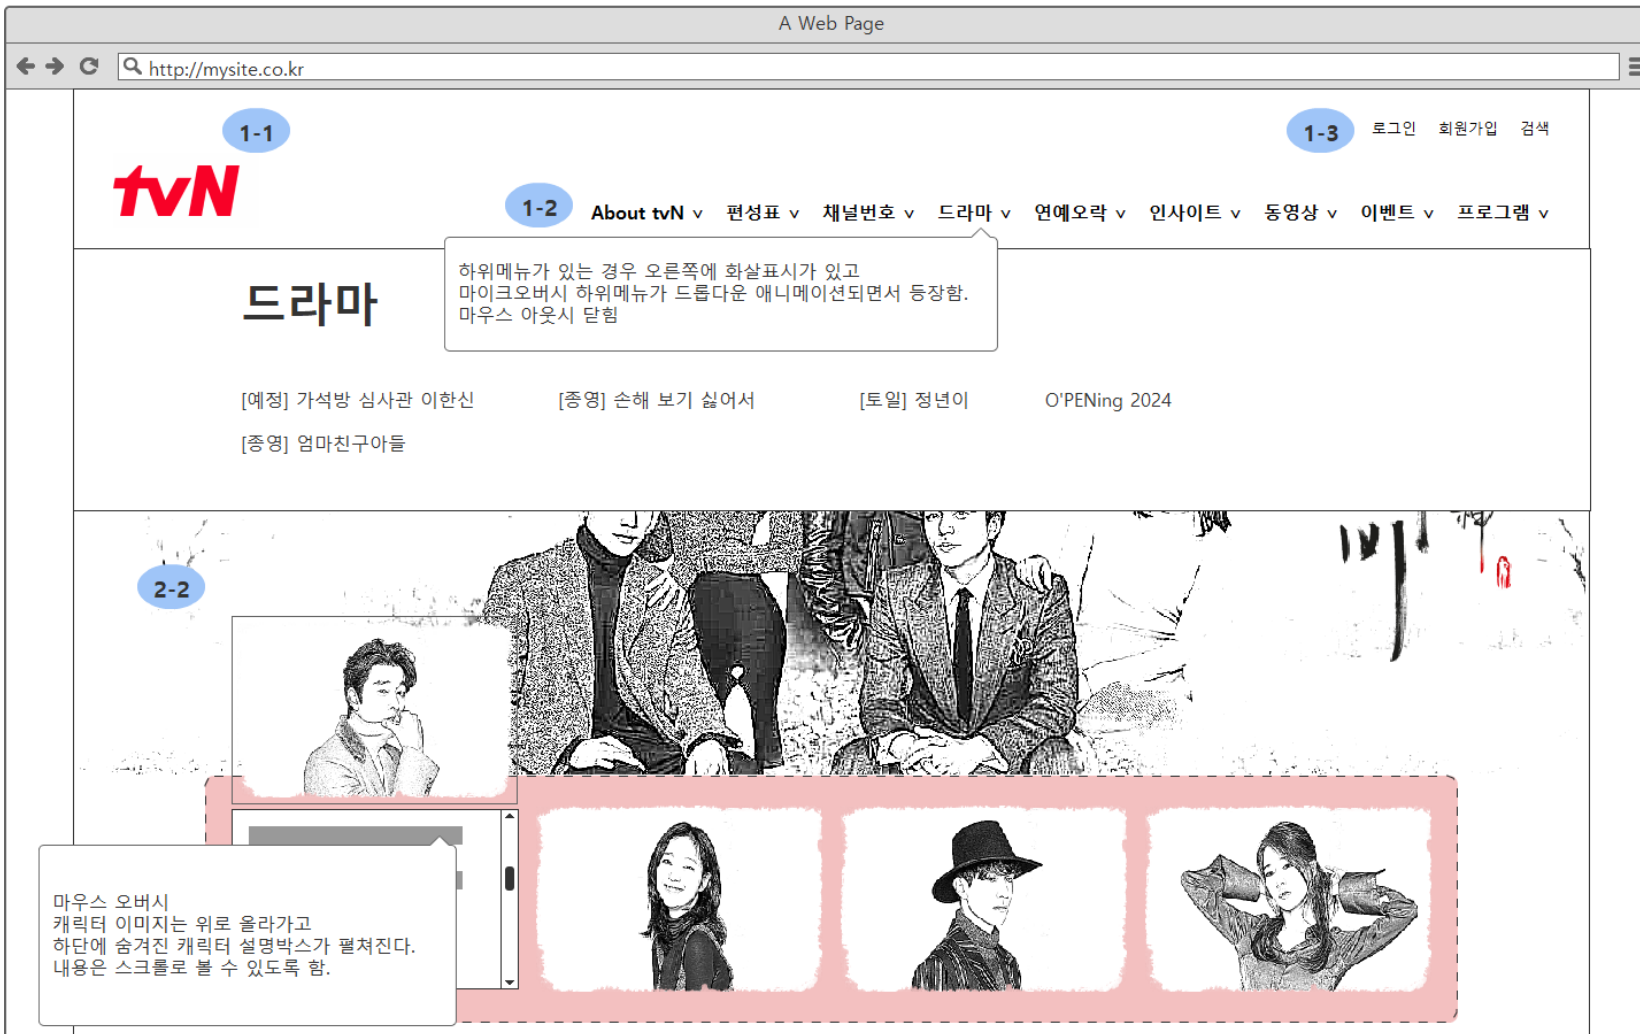 A Web Page
http://mysite.co.kr
1-1
1-3 로그인 회원가입 검색
tvN
1-2 About tvN v 편성표 v 채널번호 v 드라마 v 연예오락 v 인사이트 v 동영상 v 이벤트 v 프로그램 v
하위메뉴가 있는 경우 오른쪽에 화살표시가 있고
마이크오버시 하위메뉴가 드롭다운 애니메이션되면서 등장함.
마우스 아웃시 닫힘
드라마
[예정] 가석방 심사관 이한신 [종영] 손해 보기 싫어서 [토일] 정년이 O'PENing 2024
[종영] 엄마친구아들
2-2
마우스 오버시
캐릭터 이미지는 위로 올라가고
하단에 숨겨진 캐릭터 설명박스가 펼쳐진다.
내용은 스크롤로 볼 수 있도록 함.